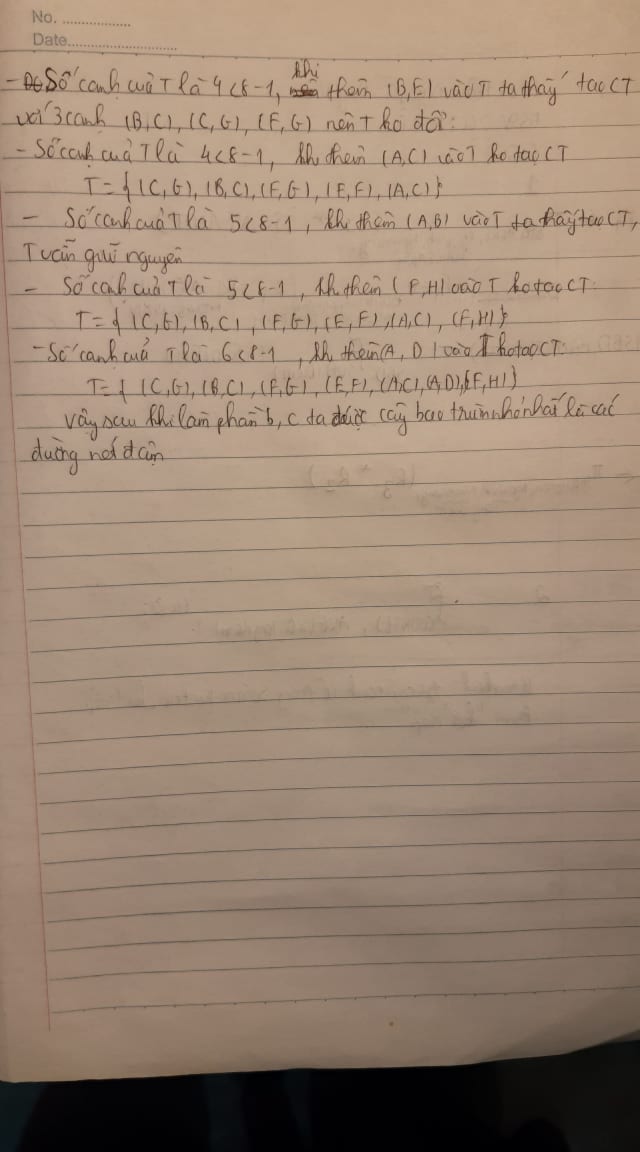 No. ..................
Date.............................
khi
- Số cạnh của T là 4<8-1, thêm (B,E) vào T ta thấy tạo CT
với 3 cạnh (B,C), (C,G), (E,G) nên T ko đổi:
- Số cạnh của T là 4<8-1, khi thêm (A,C) vào T ko tạo CT
T={(C,G),(B,C),(E,G),(E,F),(A,C)}
- Số cạnh của T là 5<8-1, khi thêm (A,B) vào T ta thấy tạo CT,
T vẫn giữ nguyên
- Số cạnh của T là 5<8-1, khi thêm (F,H) vào T ko tạo CT.
T={(C,G),(B,C),(E,G),(E,F),(A,C),(F,H)}
- Số cạnh của T là 6<8-1, khi thêm (A,D) vào T ko tạo CT.
T={(C,G),(B,C),(E,G),(E,F),(A,C),(A,D),(F,H)}
vậy sau khi làm phần b, c ta được cây bao trùm nhỏ nhất là các
đường nét đậm